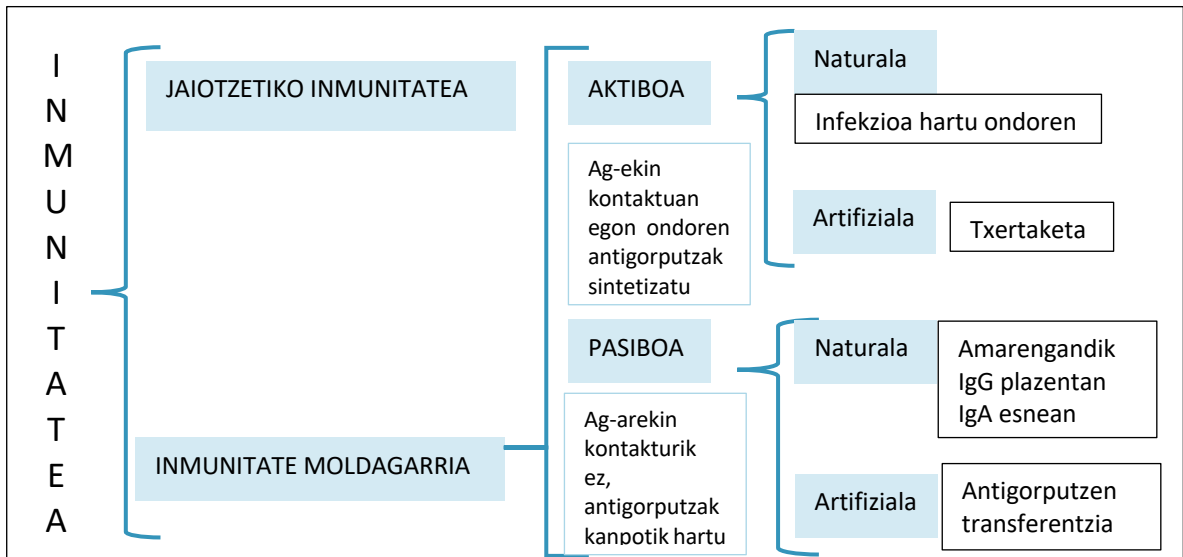 INMUNITATEA
JAIOTZETIKO INMUNITATEA
INMUNITATE MOLDAGARRIA
AKTIBOA
Ag-ekin
kontaktuan
egon ondoren
antigorputzak
sintetizatu
Naturala
Infekzioa hartu ondoren
Artifiziala
Txertaketa
PASIBOA
Ag-arekin
kontakturik
ez,
antigorputzak
kanpotik hartu
Naturala
Amarengandik
IgG plazentan
IgA esnean
Artifiziala
Antigorputzen
transferentzia